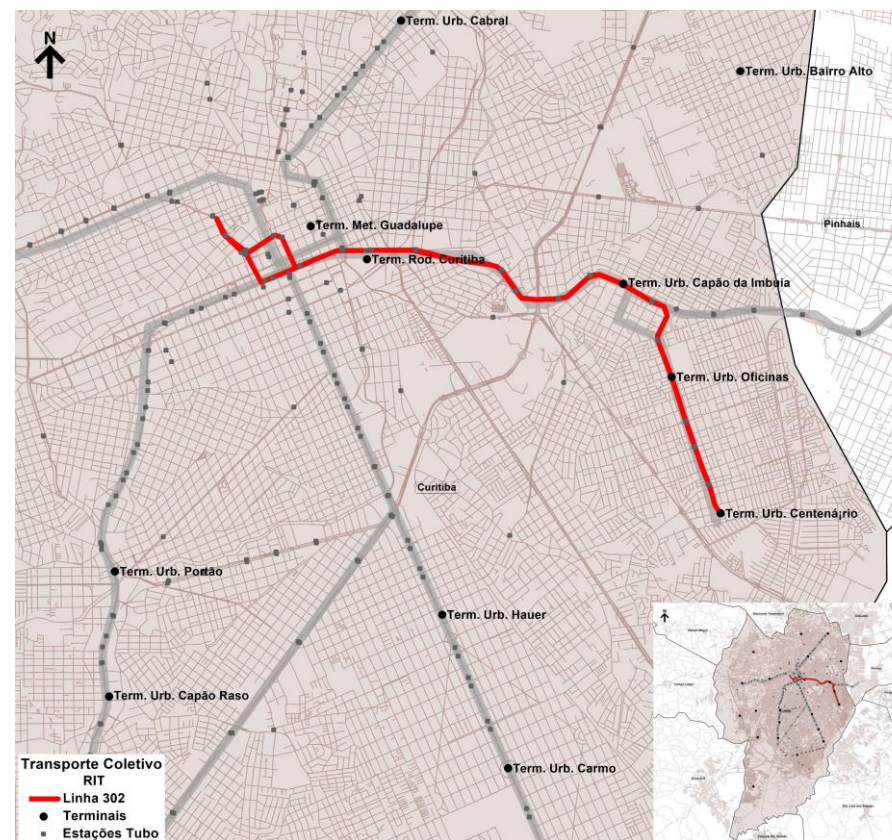 Term. Urb. Cabral
N
Term. Urb. Bairro Alto
Term. Met. Guadalupe
Pinhais
Term. Rod. Curitiba
Term. Urb. Capão da Imbuia
Term. Urb. Oficinas
Curitiba
Term. Urb. Centená¡rio
Term. Urb. Portão
Term. Urb. Hauer
Term. Urb. Capão Raso
Term. Urb. Carmo
Transporte Coletivo
RIT
Linha 302
Terminais
Estações Tubo
N